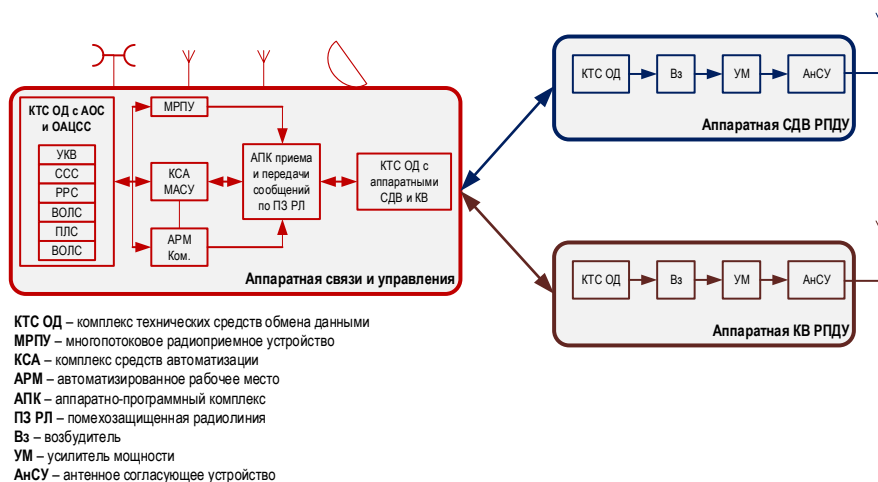 КТС ОД с АОС
и ОАЦСС
УКВ
ССС
РРС
ВОЛС
ПЛС
ВОЛС
МРПУ
КСА
МАСУ
АРМ
Ком.
АПК приема
и передачи
сообщений
по ПЗ РЛ
КТС ОД с
аппаратными
СДВ и КВ
Аппаратная связи и управления
КТС ОД
Вз
УМ
АнСУ
Аппаратная СДВ РПДУ
КТС ОД
Вз
УМ
АнСУ
Аппаратная КВ РПДУ
КТС ОД – комплекс технических средств обмена данными
МРПУ – многопотоковое радиоприемное устройство
КСА – комплекс средств автоматизации
АРМ – автоматизированное рабочее место
АПК – аппаратно-программный комплекс
ПЗ РЛ – помехозащищенная радиолиния
Вз – возбудитель
УМ – усилитель мощности
АнСУ – антенное согласующее устройство